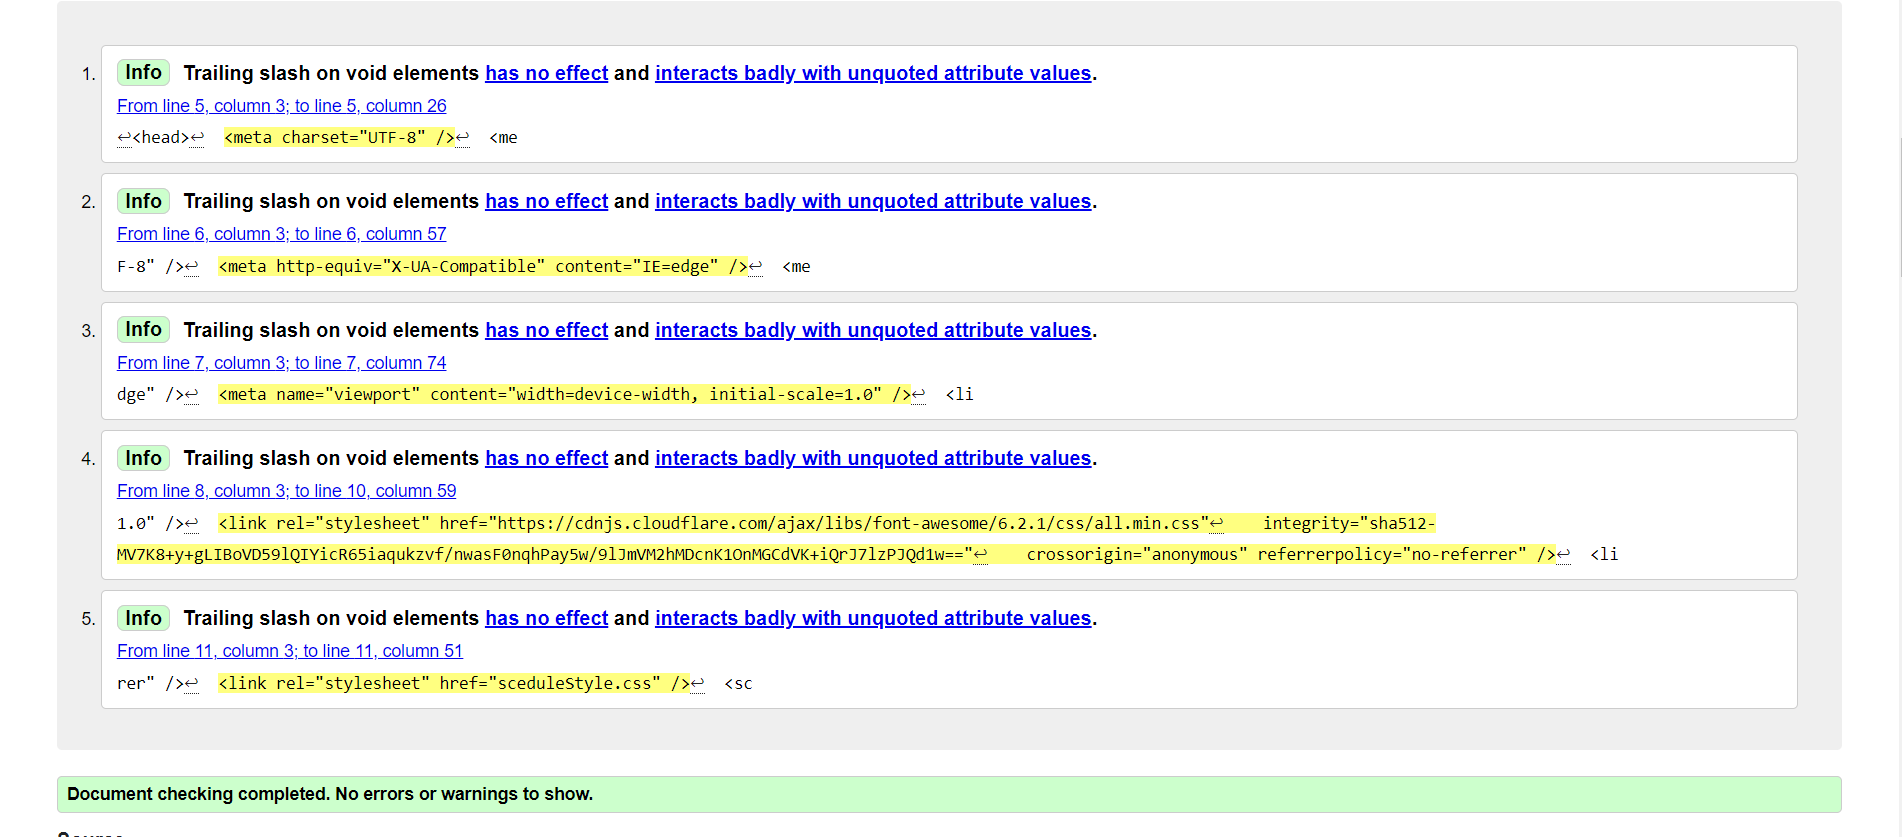 1. Info Trailing slash on void elements has no effect and interacts badly with unquoted attribute values.
From line 5, column 3; to line 5, column 26
↩<head>↩  <meta charset="UTF-8" />↩  <me
2. Info Trailing slash on void elements has no effect and interacts badly with unquoted attribute values.
From line 6, column 3; to line 6, column 57
F-8" />↩  <meta http-equiv="X-UA-Compatible" content="IE=edge" />↩  <me
3. Info Trailing slash on void elements has no effect and interacts badly with unquoted attribute values.
From line 7, column 3; to line 7, column 74
dge" />↩  <meta name="viewport" content="width=device-width, initial-scale=1.0" />↩  <li
4. Info Trailing slash on void elements has no effect and interacts badly with unquoted attribute values.
From line 8, column 3; to line 10, column 59
1.0" />↩  <link rel="stylesheet" href="https://cdnjs.cloudflare.com/ajax/libs/font-awesome/6.2.1/css/all.min.css"↩    integrity="sha512-
MV7K8+y+gLIBoVD59lQIYicR65iaqukzvf/nwasF0nqhPay5w/9lJmVM2hMDcnK1OnMGCdVK+iQrJ7lzPJQd1w=="↩    crossorigin="anonymous" referrerpolicy="no-referrer" />↩  <li
5. Info Trailing slash on void elements has no effect and interacts badly with unquoted attribute values.
From line 11, column 3; to line 11, column 51
rer" />↩  <link rel="stylesheet" href="sceduleStyle.css" />↩  <sc
Document checking completed. No errors or warnings to show.